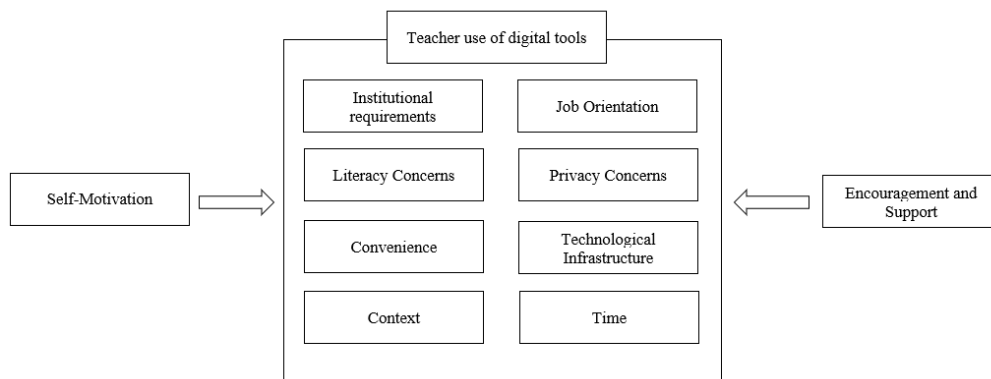 Teacher use of digital tools
Institutional
requirements
Job Orientation
Literacy Concerns
Privacy Concerns
Self-Motivation
Encouragement and
Support
Convenience
Technological
Infrastructure
Context
Time